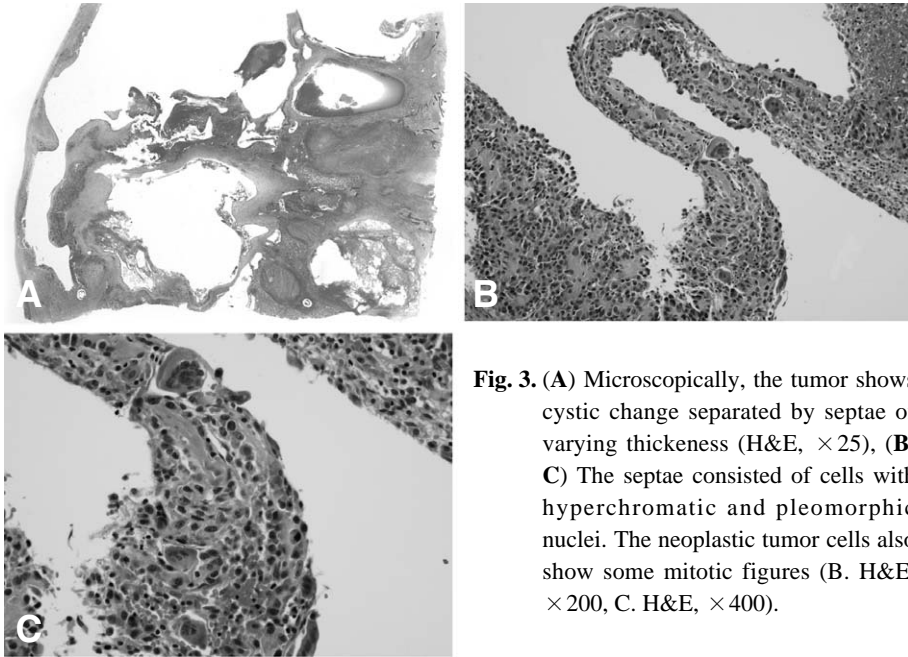 A
B
C
Fig. 3. (A) Microscopically, the tumor shows
cystic change separated by septae o
varying thickeness (H&E, ×25), (B
C) The septae consisted of cells with
hyperchromatic and pleomorphic
nuclei. The neoplastic tumor cells also
show some mitotic figures (B. H&E
×200, C. H&E, ×400).